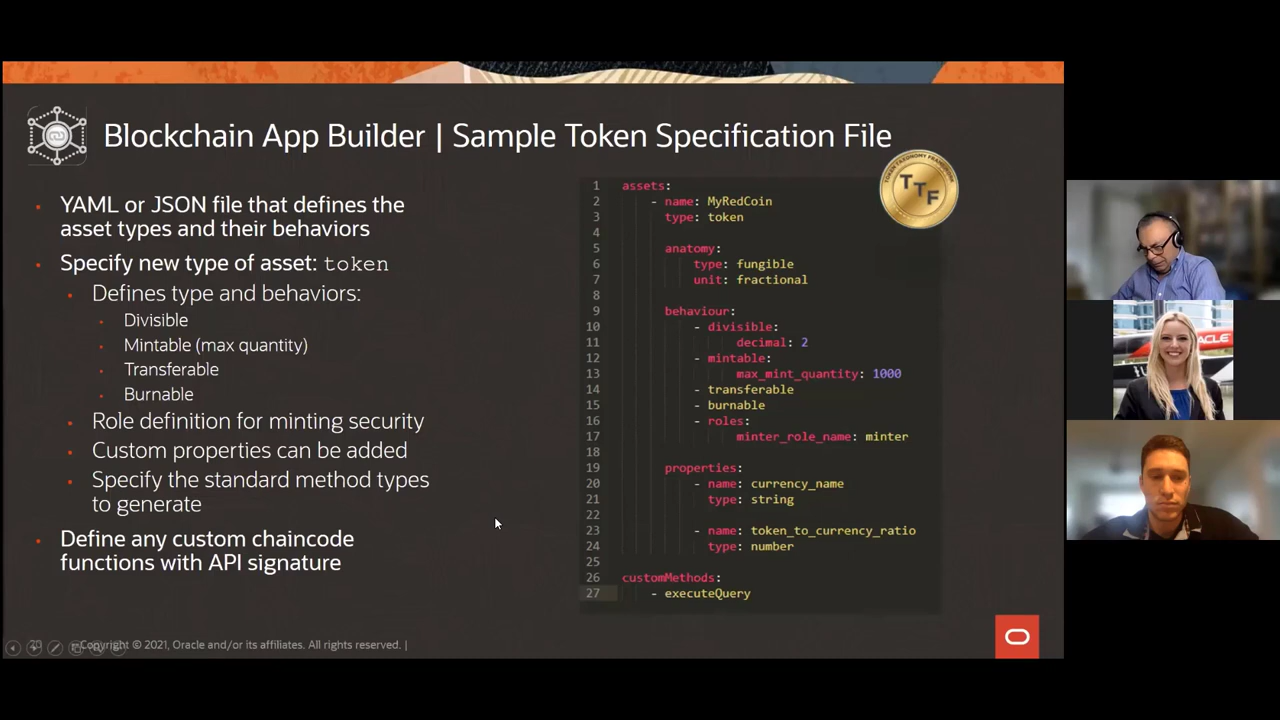 Blockchain App Builder | Sample Token Specification File
TOKEN TAXONOMY FRAMEWORK
TTF
• YAML or JSON file that defines the
asset types and their behaviors
• Specify new type of asset: token
• Defines type and behaviors:
• Divisible
• Mintable (max quantity)
• Transferable
• Burnable
• Role definition for minting security
• Custom properties can be added
• Specify the standard method types
to generate
• Define any custom chaincode
functions with API signature
1 assets:
2 - name: MyRedCoin
3 type: token
4
5 anatomy:
6 type: fungible
7 unit: fractional
8
9 behaviour:
10 - divisible:
11 decimal: 2
12 - mintable:
13 max_mint_quantity: 1000
14 - transferable
15 - burnable
16 - roles:
17 minter_role_name: minter
18
19 properties:
20 - name: currency_name
21 type: string
22
23 - name: token_to_currency_ratio
24 type: number
25
26 customMethods:
27 - executeQuery
20 Copyright © 2021, Oracle and/or its affiliates. All rights reserved. |